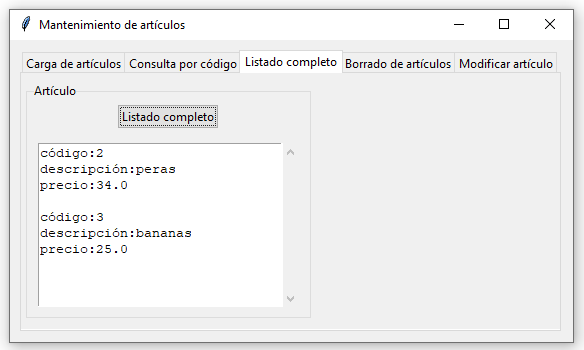 Mantenimiento de artículos
Carga de artículos Consulta por código Listado completo Borrado de artículos Modificar artículo
Artículo
Listado completo
código:2
descripción:peras
precio:34.0
código:3
descripción:bananas
precio:25.0